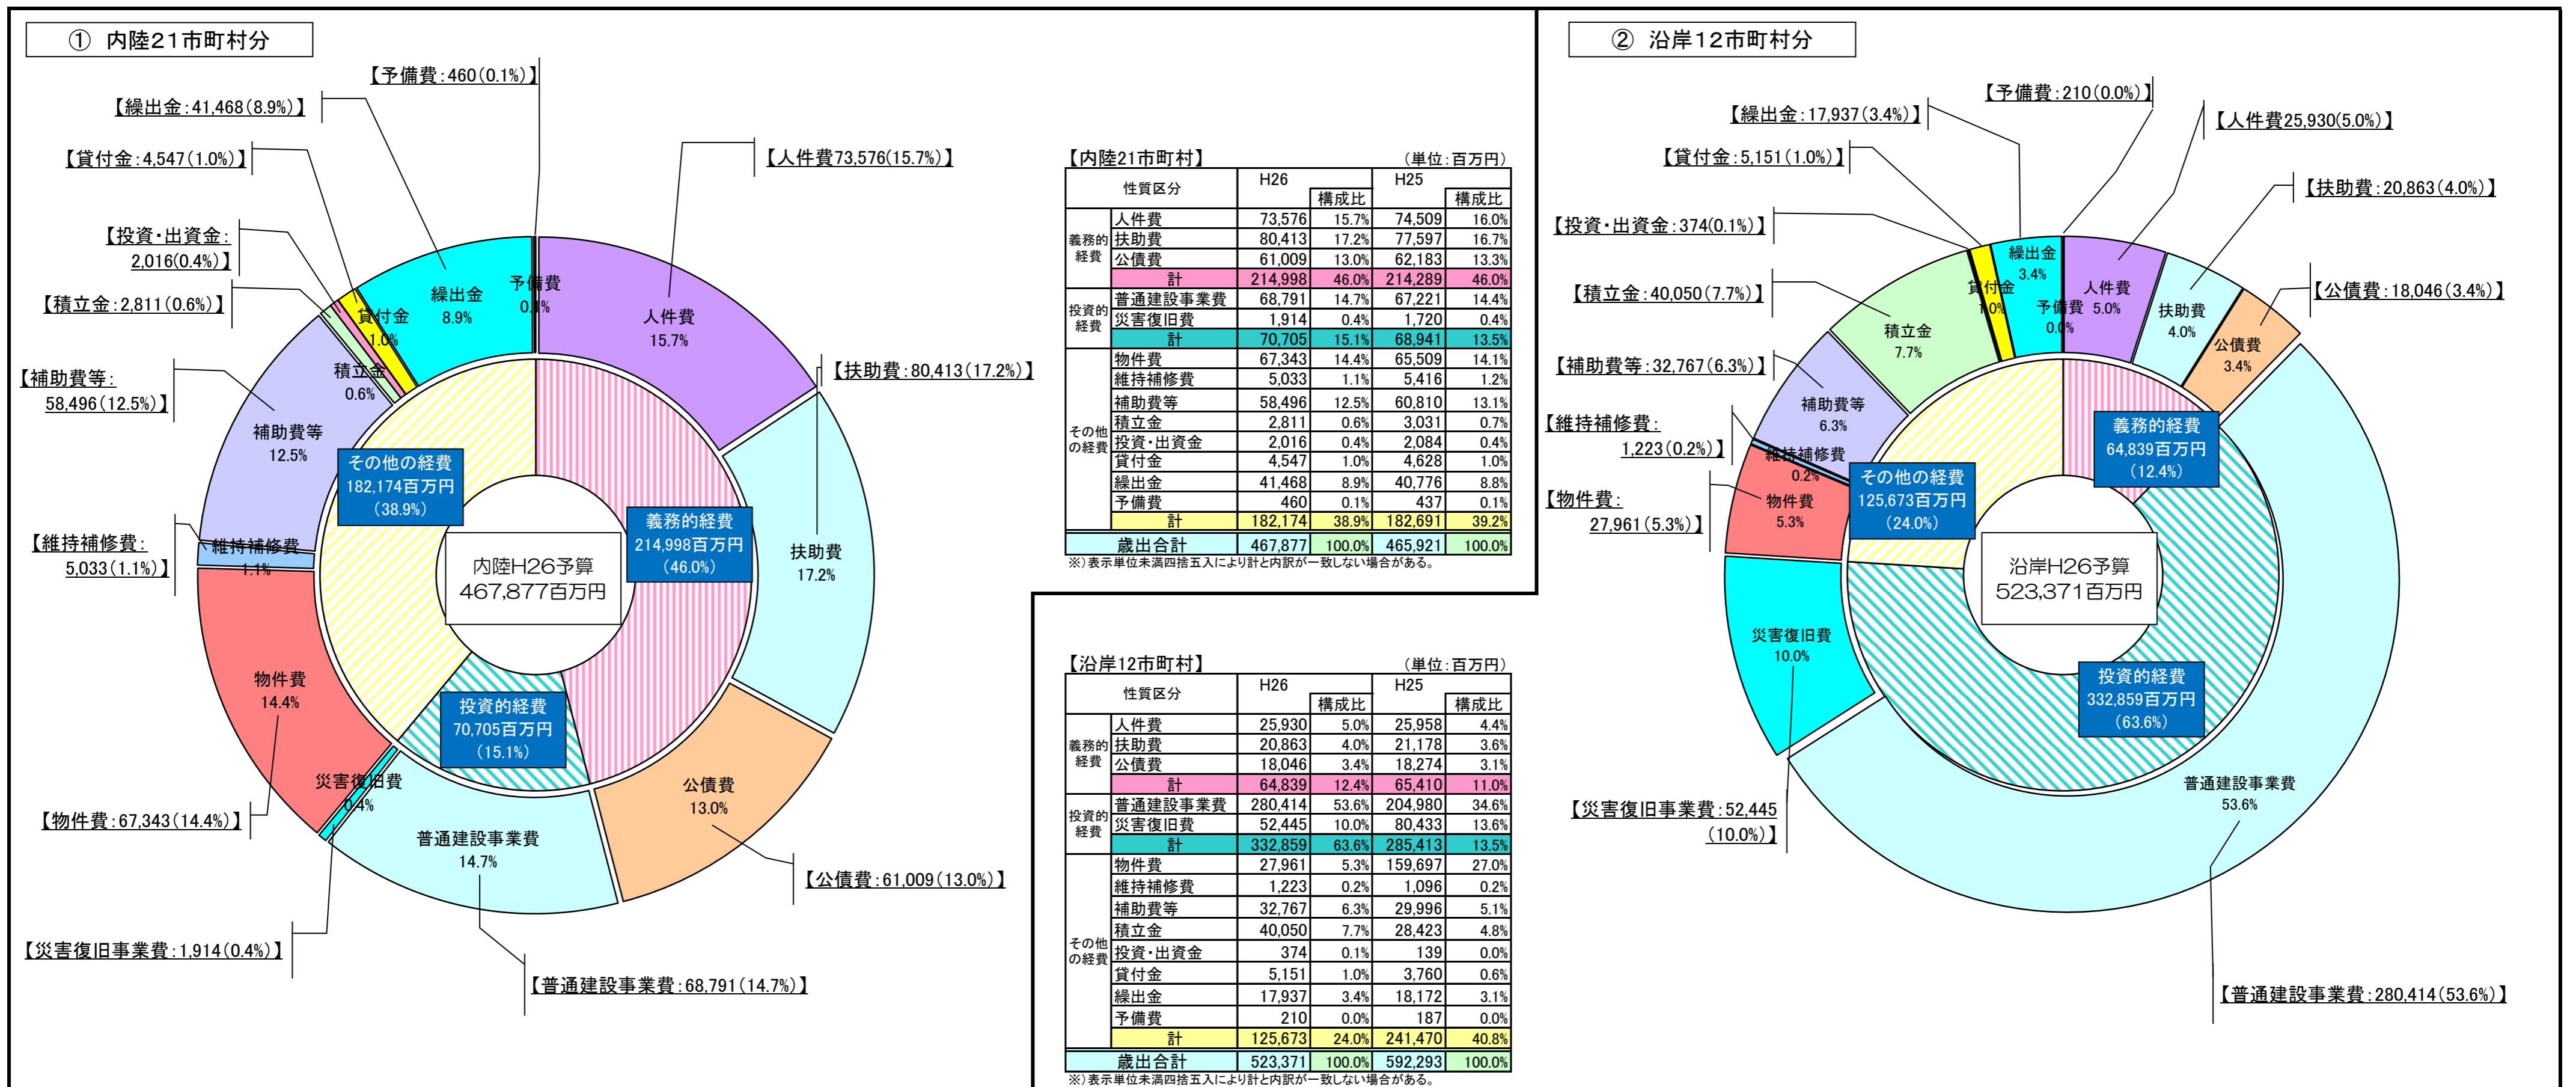 ① 内陸21市町村分
【予備費：460(0.1%)】
【繰出金：41,468(8.9%)】
【貸付金：4,547(1.0%)】
【投資・出資金：
2,016(0.4%)】
【積立金：2,811(0.6%)】
【補助費等：
58,496(12.5%)】
【維持補修費：
5,033(1.1%)】
【物件費：67,343(14.4%)】
【災害復旧事業費：1,914(0.4%)】
【普通建設事業費：68,791(14.7%)】
【公債費：61,009(13.0%)】
【扶助費：80,413(17.2%)】
【人件費73,576(15.7%)】
予備費
0.1%
繰出金
8.9%
貸付金
1.0%
積立金
0.6%
補助費等
12.5%
維持補修費
1.1%
物件費
14.4%
災害復旧費
0.4%
普通建設事業費
14.7%
公債費
13.0%
扶助費
17.2%
人件費
15.7%
その他の経費
182,174百万円
(38.9%)
義務的経費
214,998百万円
(46.0%)
投資的経費
70,705百万円
(15.1%)
内陸H26予算
467,877百万円
【内陸21市町村】 (単位：百万円)
性質区分 H26 構成比 H25 構成比
義務的経費
人件費 73,576 15.7% 74,509 16.0%
扶助費 80,413 17.2% 77,597 16.7%
公債費 61,009 13.0% 62,183 13.3%
計 214,998 46.0% 214,289 46.0%
投資的経費
普通建設事業費 68,791 14.7% 67,221 14.4%
災害復旧費 1,914 0.4% 1,720 0.4%
計 70,705 15.1% 68,941 13.5%
その他の経費
物件費 67,343 14.4% 65,509 14.1%
維持補修費 5,033 1.1% 5,416 1.2%
補助費等 58,496 12.5% 60,810 13.1%
積立金 2,811 0.6% 3,031 0.7%
投資・出資金 2,016 0.4% 2,084 0.4%
貸付金 4,547 1.0% 4,628 1.0%
繰出金 41,468 8.9% 40,776 8.8%
予備費 460 0.1% 437 0.1%
計 182,174 38.9% 182,691 39.2%
歳出合計 467,877 100.0% 465,921 100.0%
※)表示単位未満四捨五入により計と内訳が一致しない場合がある。
【沿岸12市町村】 (単位：百万円)
性質区分 H26 構成比 H25 構成比
義務的経費
人件費 25,930 5.0% 25,958 4.4%
扶助費 20,863 4.0% 21,178 3.6%
公債費 18,046 3.4% 18,274 3.1%
計 64,839 12.4% 65,410 11.0%
投資的経費
普通建設事業費 280,414 53.6% 204,980 34.6%
災害復旧費 52,445 10.0% 80,433 13.6%
計 332,859 63.6% 285,413 13.5%
その他の経費
物件費 27,961 5.3% 159,697 27.0%
維持補修費 1,223 0.2% 1,096 0.2%
補助費等 32,767 6.3% 29,996 5.1%
積立金 40,050 7.7% 28,423 4.8%
投資・出資金 374 0.1% 139 0.0%
貸付金 5,151 1.0% 3,760 0.6%
繰出金 17,937 3.4% 18,172 3.1%
予備費 210 0.0% 187 0.0%
計 125,673 24.0% 241,470 40.8%
歳出合計 523,371 100.0% 592,293 100.0%
※)表示単位未満四捨五入により計と内訳が一致しない場合がある。
② 沿岸12市町村分
【予備費：210(0.0%)】
【繰出金：17,937(3.4%)】
【貸付金：5,151(1.0%)】
【投資・出資金：374(0.1%)】
【積立金：40,050(7.7%)】
【補助費等：32,767(6.3%)】
【維持補修費：
1,223(0.2%)】
【物件費：
27,961(5.3%)】
【災害復旧事業費：52,445
(10.0%)】
【普通建設事業費：280,414(53.6%)】
【公債費：18,046(3.4%)】
【扶助費：20,863(4.0%)】
【人件費25,930(5.0%)】
繰出金
3.4%
貸付金
1.0%
予備費
0.0%
人件費
5.0%
扶助費
4.0%
公債費
3.4%
積立金
7.7%
補助費等
6.3%
維持補修費
0.2%
物件費
5.3%
災害復旧費
10.0%
普通建設事業費
53.6%
義務的経費
64,839百万円
(12.4%)
その他の経費
125,673百万円
(24.0%)
投資的経費
332,859百万円
(63.6%)
沿岸H26予算
523,371百万円